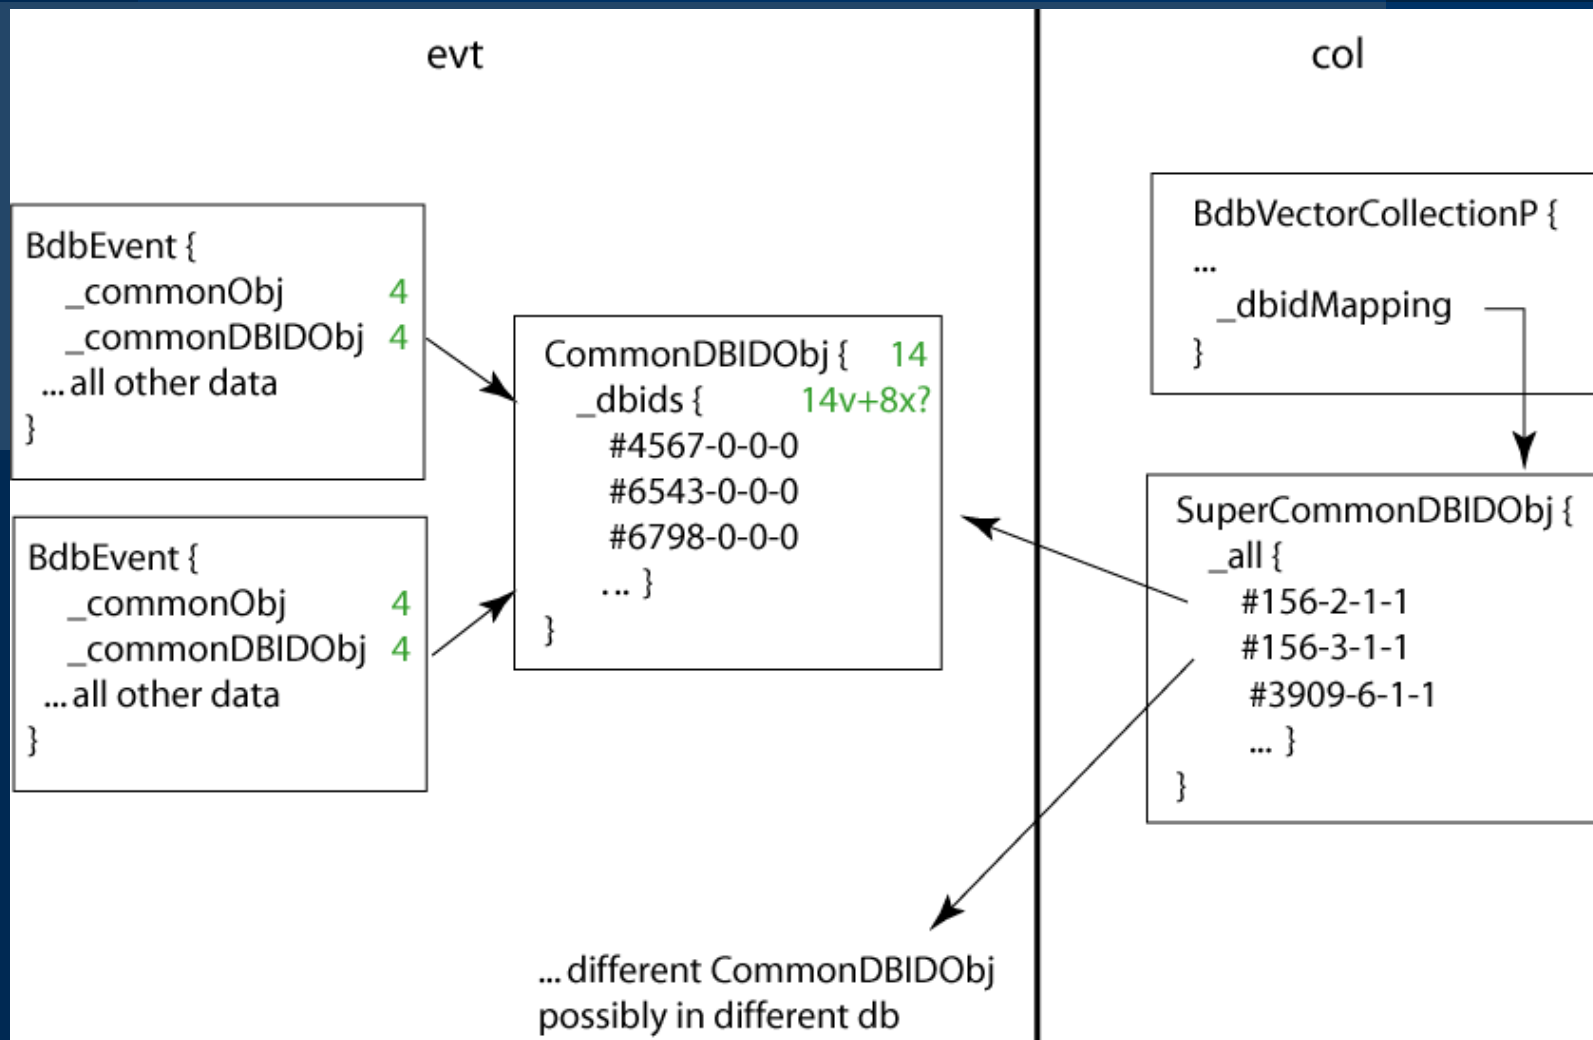 evt
col
BdbEvent {
_commonObj 4
_commonDBIDObj 4
... all other data
}
BdbEvent {
_commonObj 4
_commonDBIDObj 4
... all other data
}
CommonDBIDObj { 14
_dbids { 14v+8x?
#4567-0-0-0
#6543-0-0-0
#6798-0-0-0
... }
}
... different CommonDBIDObj
possibly in different db
BdbVectorCollectionP {
...
_dbidMapping
}
SuperCommonDBIDObj {
_all {
#156-2-1-1
#156-3-1-1
#3909-6-1-1
... }
}